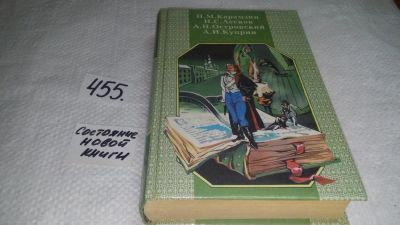 Н.М.Карамзин
Н.С.Лесков
А.Н.Островский
А.И.Куприн
455.
СОСТОЯНИЕ
НОВОЙ
КНИГИ